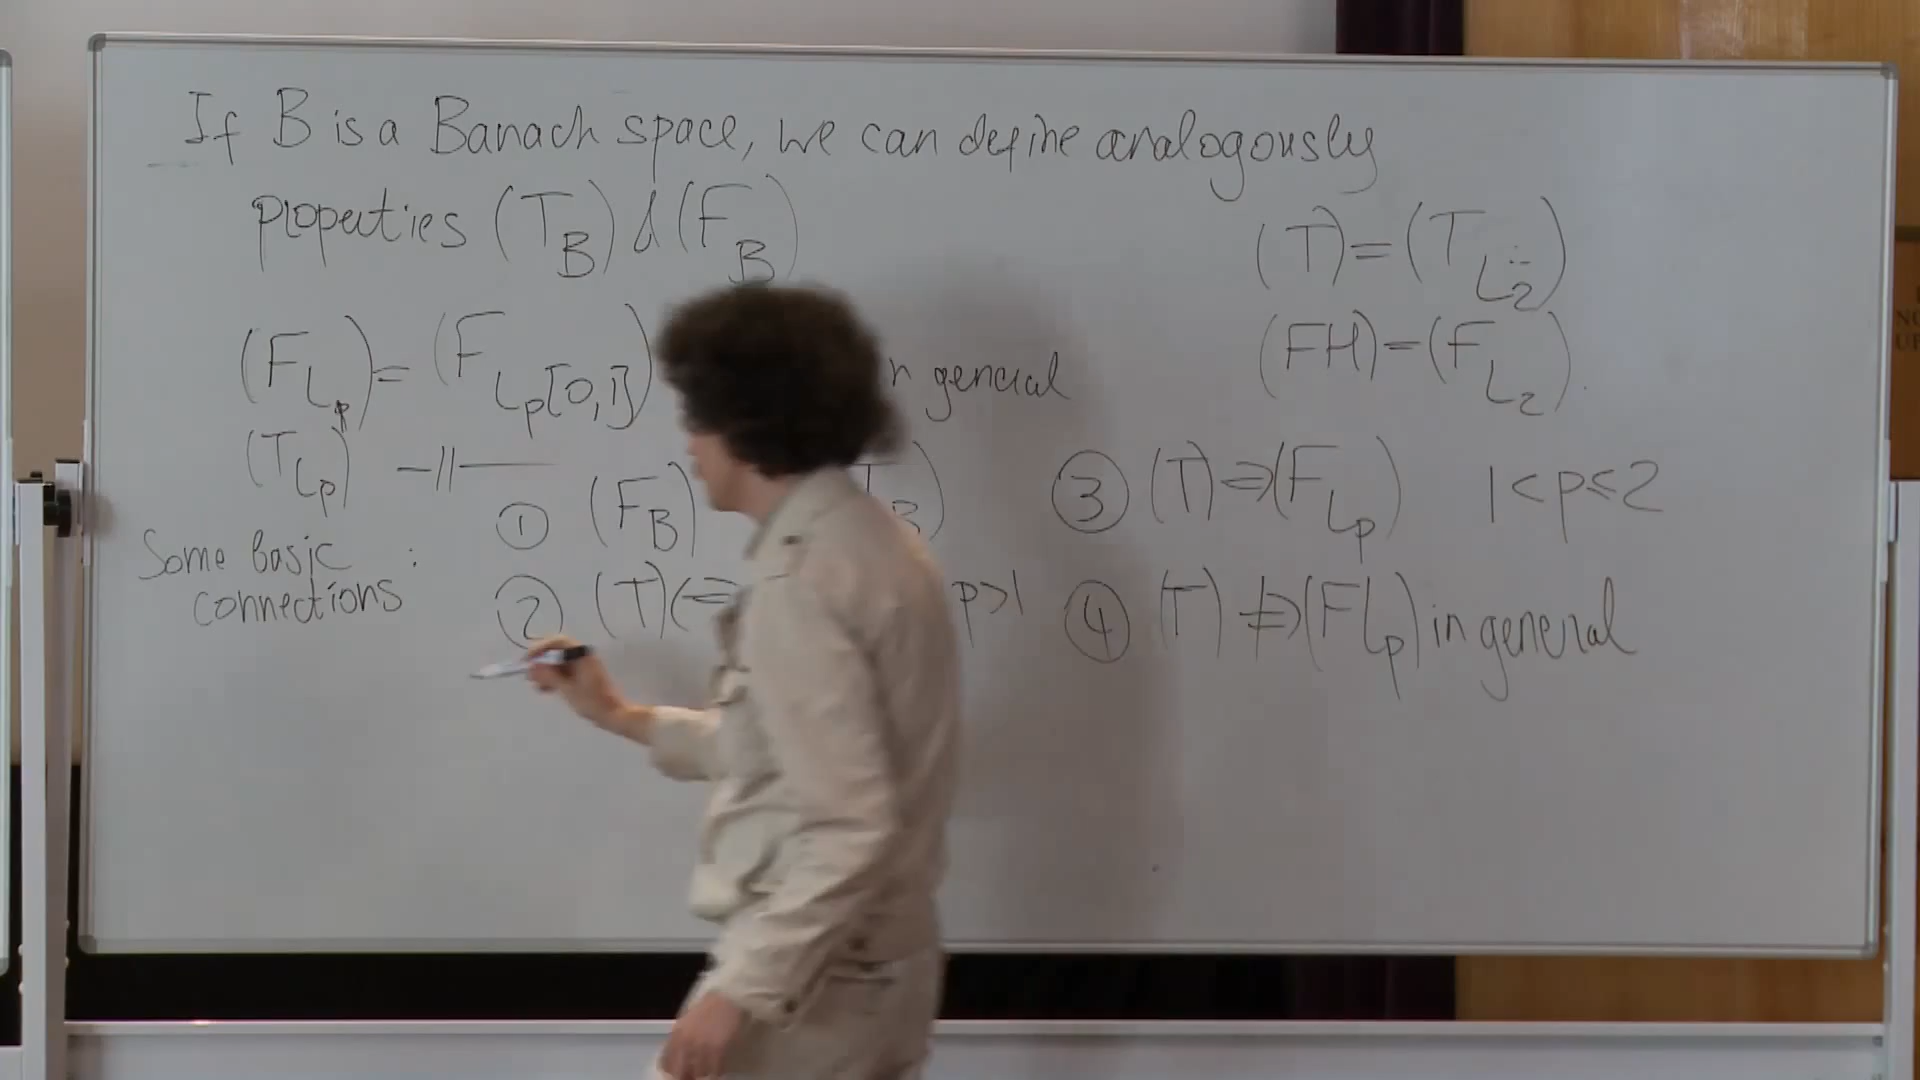 If B is a Banach space, we can define analogously
properties (T_B) & (F_B)
(T) = (T_{L_2})
(FH) = (F_{L_2}).
(F_{L_p}) = (F_{L_p[0,1]}) general
(T_{L_p}) -||-
Some basic connections :
① (F_B) T_B)
② (T) <= p>1
③ (T) => (F_{L_p}) 1<p≤2
④ (T) ≠> (F L_p) in general